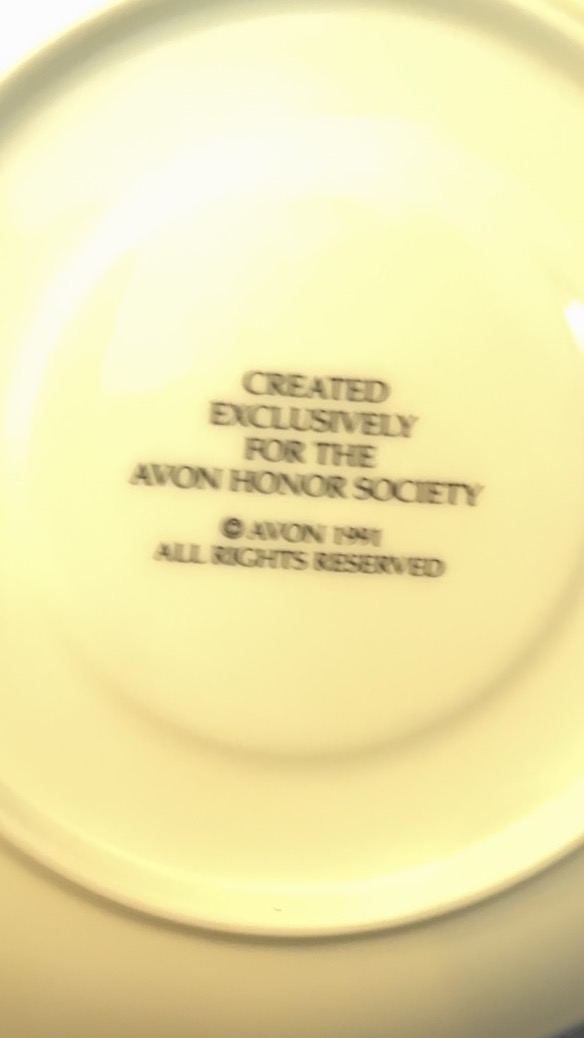 CREATED
EXCLUSIVELY
FOR THE
AVON HONOR SOCIETY
© AVON 1991
ALL RIGHTS RESERVED